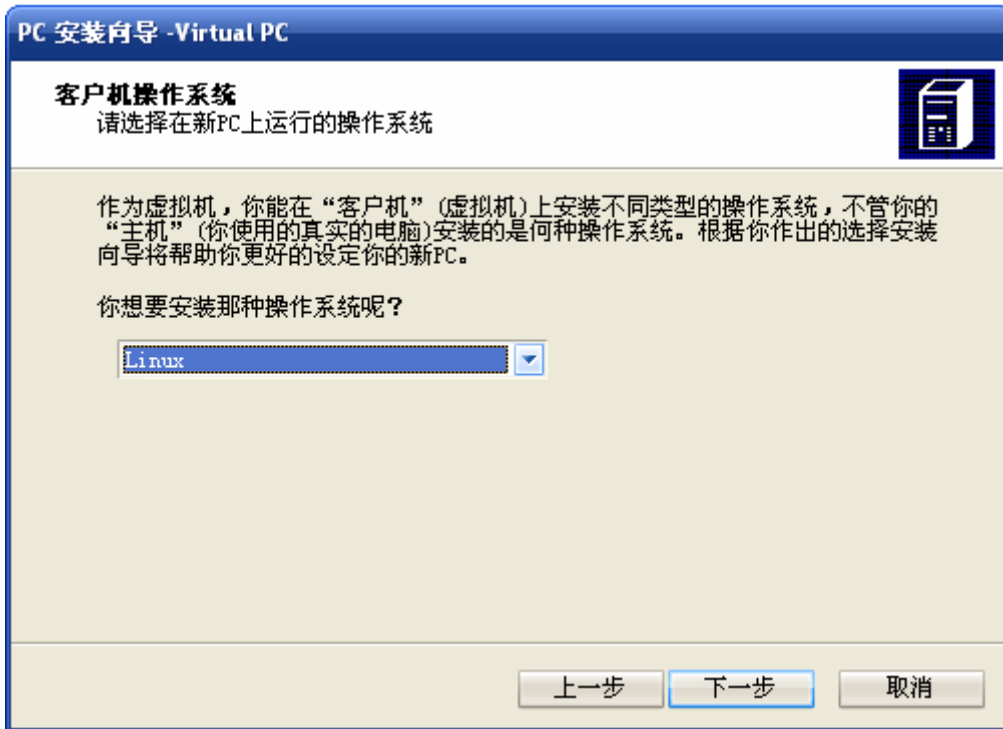 PC 安装向导 -Virtual PC
客户机操作系统
请选择在新PC上运行的操作系统
作为虚拟机，你能在“客户机”(虚拟机)上安装不同类型的操作系统，不管你的
“主机”(你使用的真实的电脑)安装的是何种操作系统。根据你作出的选择安装
向导将帮助你更好的设定你的新PC。
你想要安装那种操作系统呢？
Linux
上一步
下一步
取消